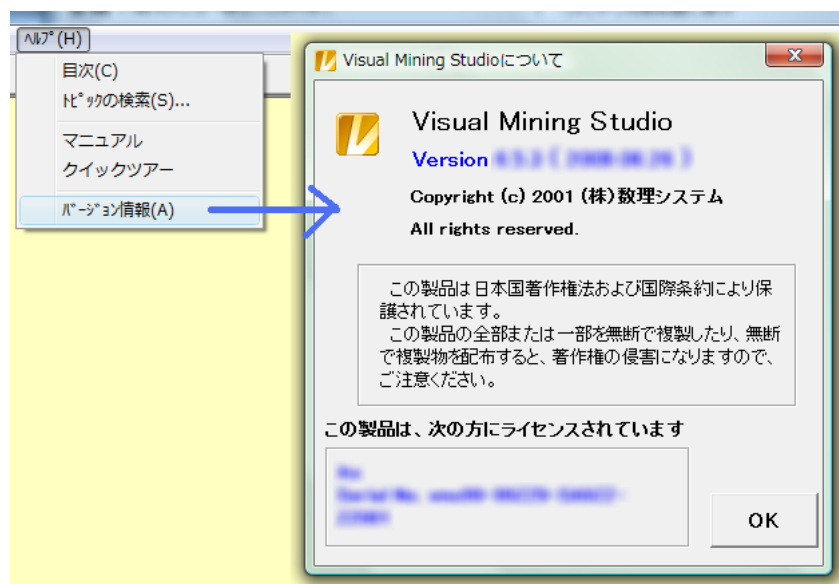 ﾍﾙﾌﾟ(H)
目次(C)
ﾄﾋﾟｯｸの検索(S)...
マニュアル
クイックツアー
ﾊﾞｰｼﾞｮﾝ情報(A)
Visual Mining Studioについて
Visual Mining Studio
Version
Copyright (c) 2001 (株)数理システム
All rights reserved.
この製品は日本国著作権法および国際条約により保
護されています。
この製品の全部または一部を無断で複製したり、無断
で複製物を配布すると、著作権の侵害になりますので、
ご注意ください。
この製品は、次の方にライセンスされています
OK